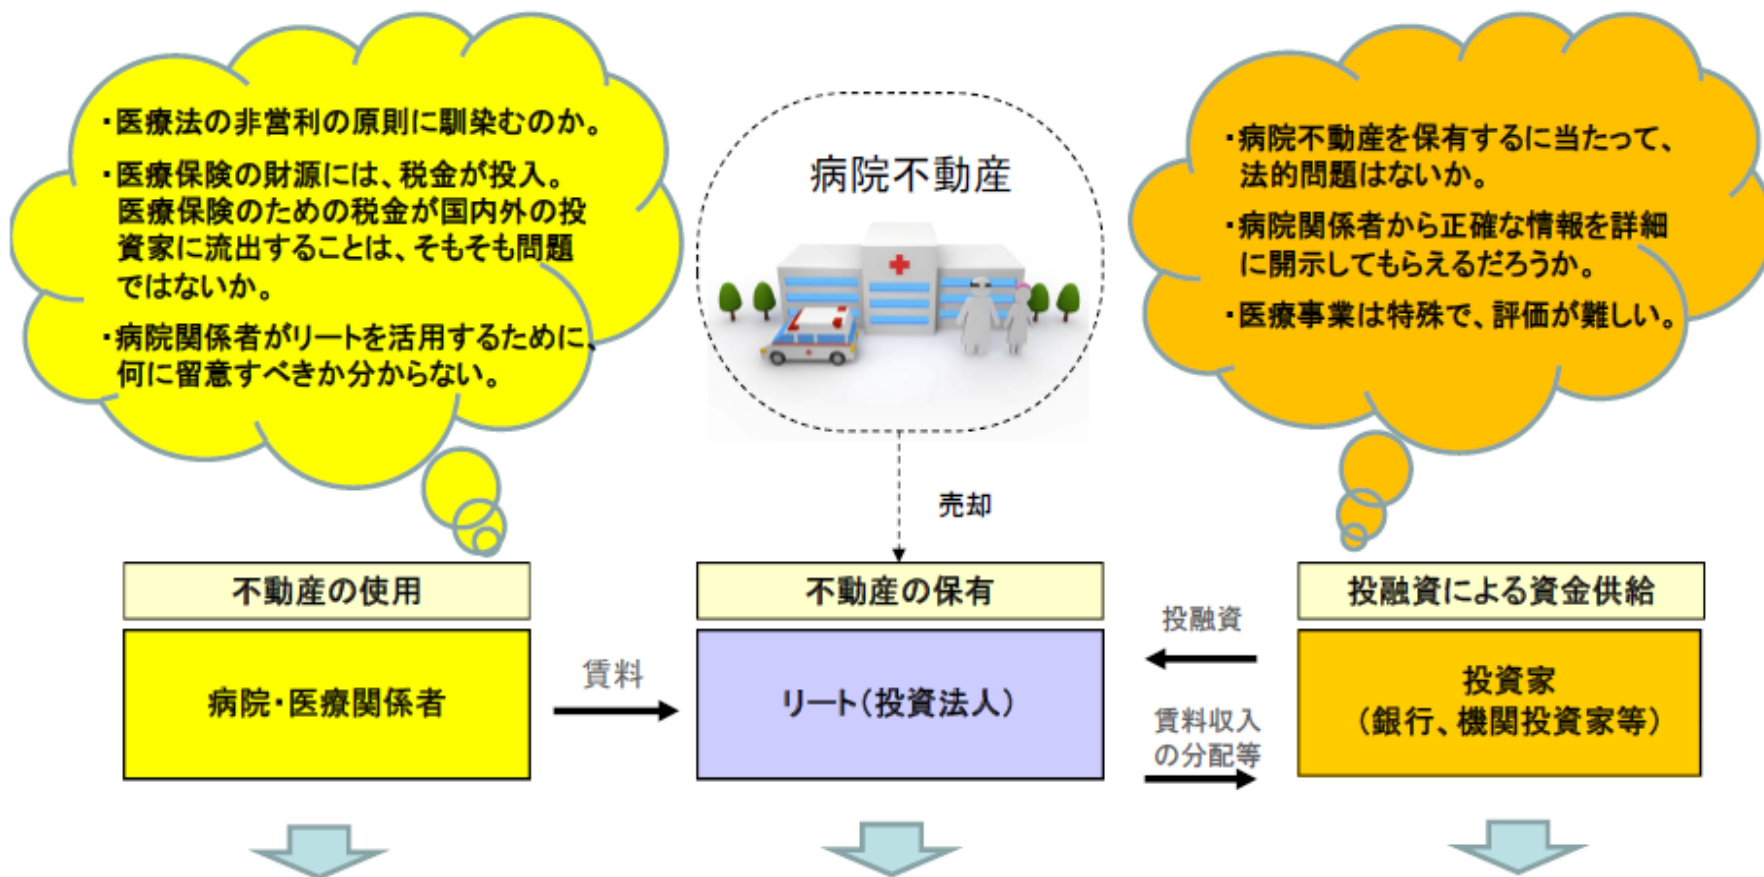 ・医療法の非営利の原則に馴染むのか。
・医療保険の財源には、税金が投入。
医療保険のための税金が国内外の投
資家に流出することは、そもそも問題
ではないか。
・病院関係者がリートを活用するために、
何に留意すべきか分からない。
病院不動産
・病院不動産を保有するに当たって、
法的問題はないか。
・病院関係者から正確な情報を詳細
に開示してもらえるだろうか。
・医療事業は特殊で、評価が難しい。
売却
不動産の使用
不動産の保有
投融資による資金供給
病院・医療関係者
賃料
リート(投資法人)
投融資
賃料収入
の分配等
投資家
(銀行、機関投資家等)